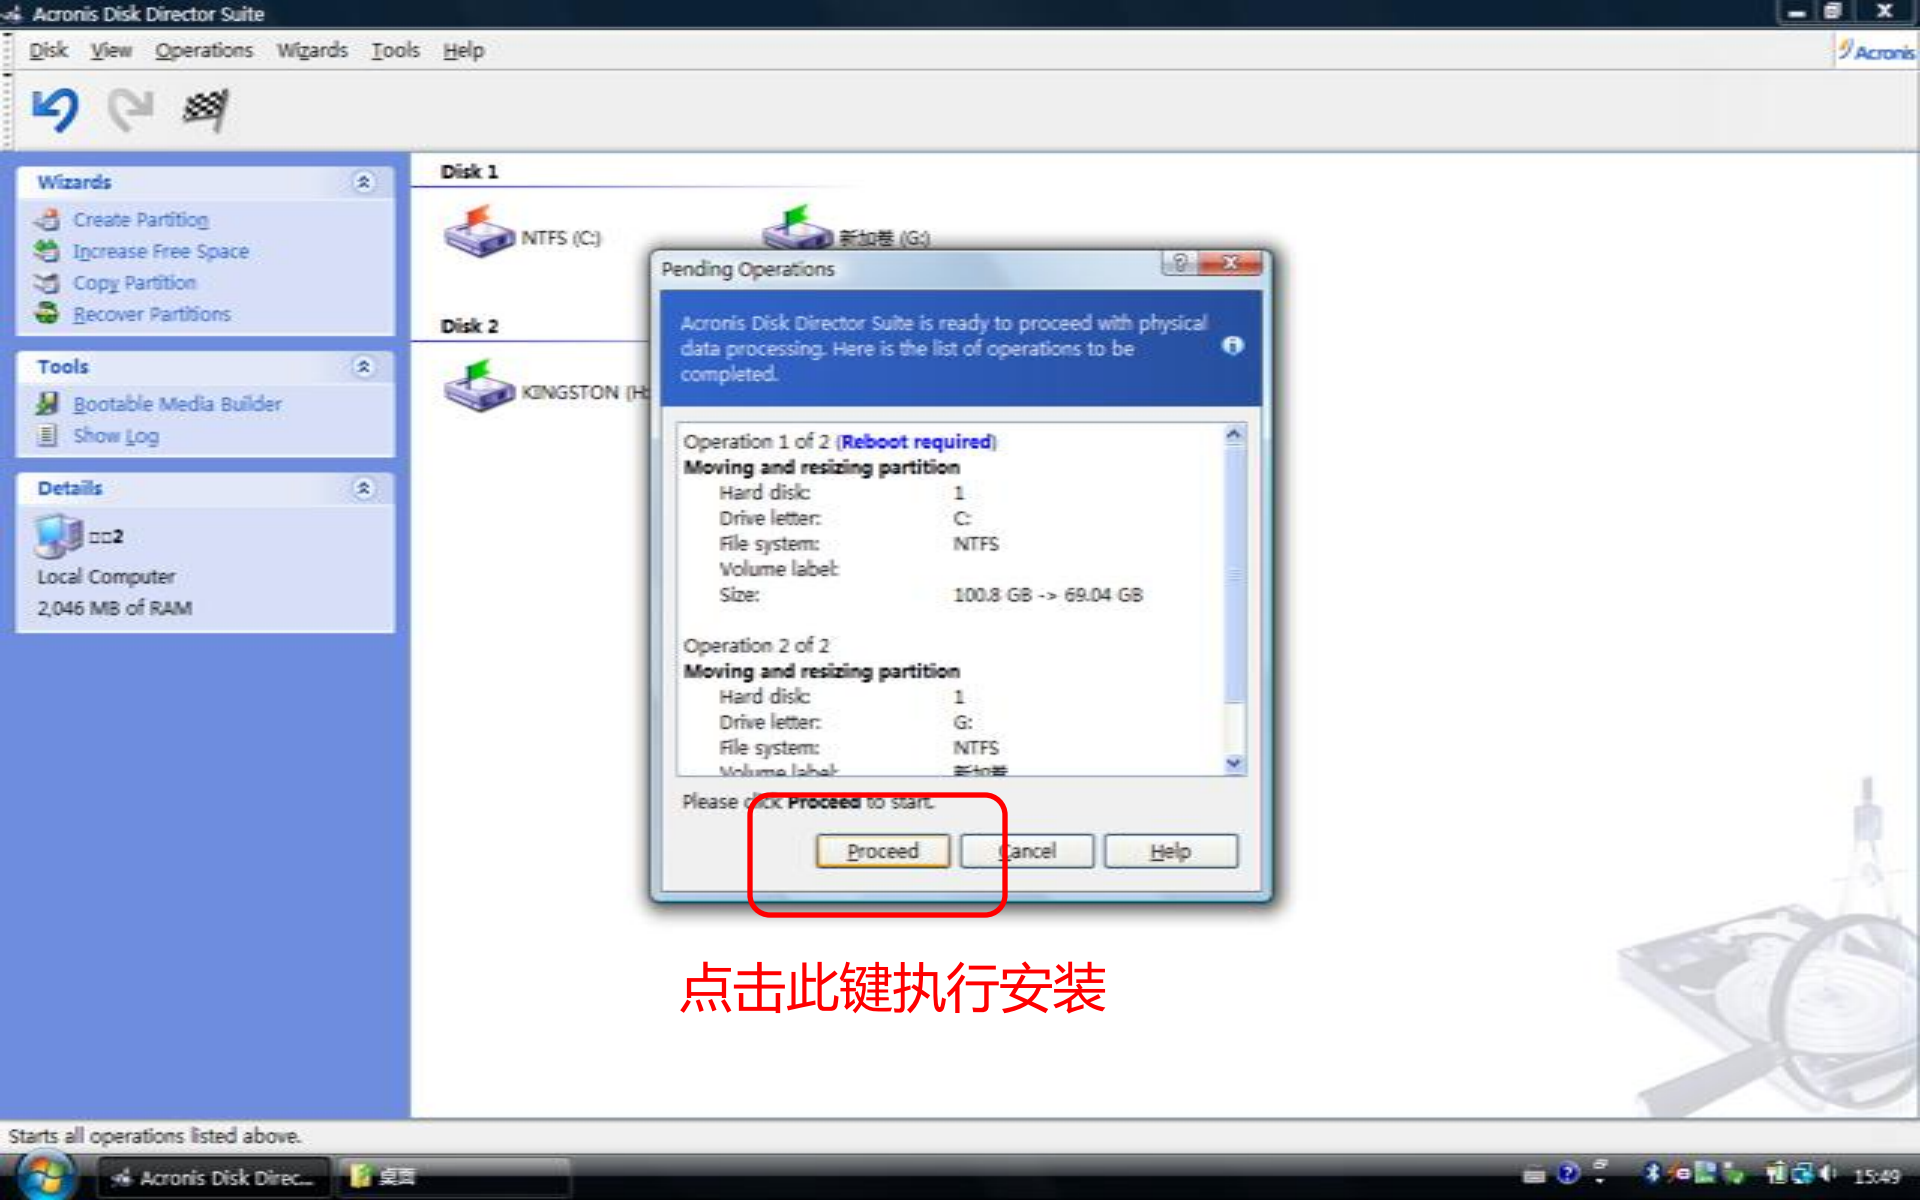 Acronis Disk Director Suite
Disk View Operations Wizards Tools Help
Acronis
Wizards
Create Partition
Increase Free Space
Copy Partition
Recover Partitions
Tools
Bootable Media Builder
Show Log
Details
□□2
Local Computer
2,046 MB of RAM
Disk 1
NTFS (C:)
新加卷 (G:)
Disk 2
KINGSTON (H:
Pending Operations
Acronis Disk Director Suite is ready to proceed with physical
data processing. Here is the list of operations to be
completed.
Operation 1 of 2 (Reboot required)
Moving and resizing partition
Hard disk: 1
Drive letter: C:
File system: NTFS
Volume label:
Size: 100.8 GB -> 69.04 GB
Operation 2 of 2
Moving and resizing partition
Hard disk: 1
Drive letter: G:
File system: NTFS
Volume label: 新加卷
Please click Proceed to start.
Proceed Cancel Help
点击此键执行安装
Starts all operations listed above.
Acronis Disk Direc... 桌面 15:49